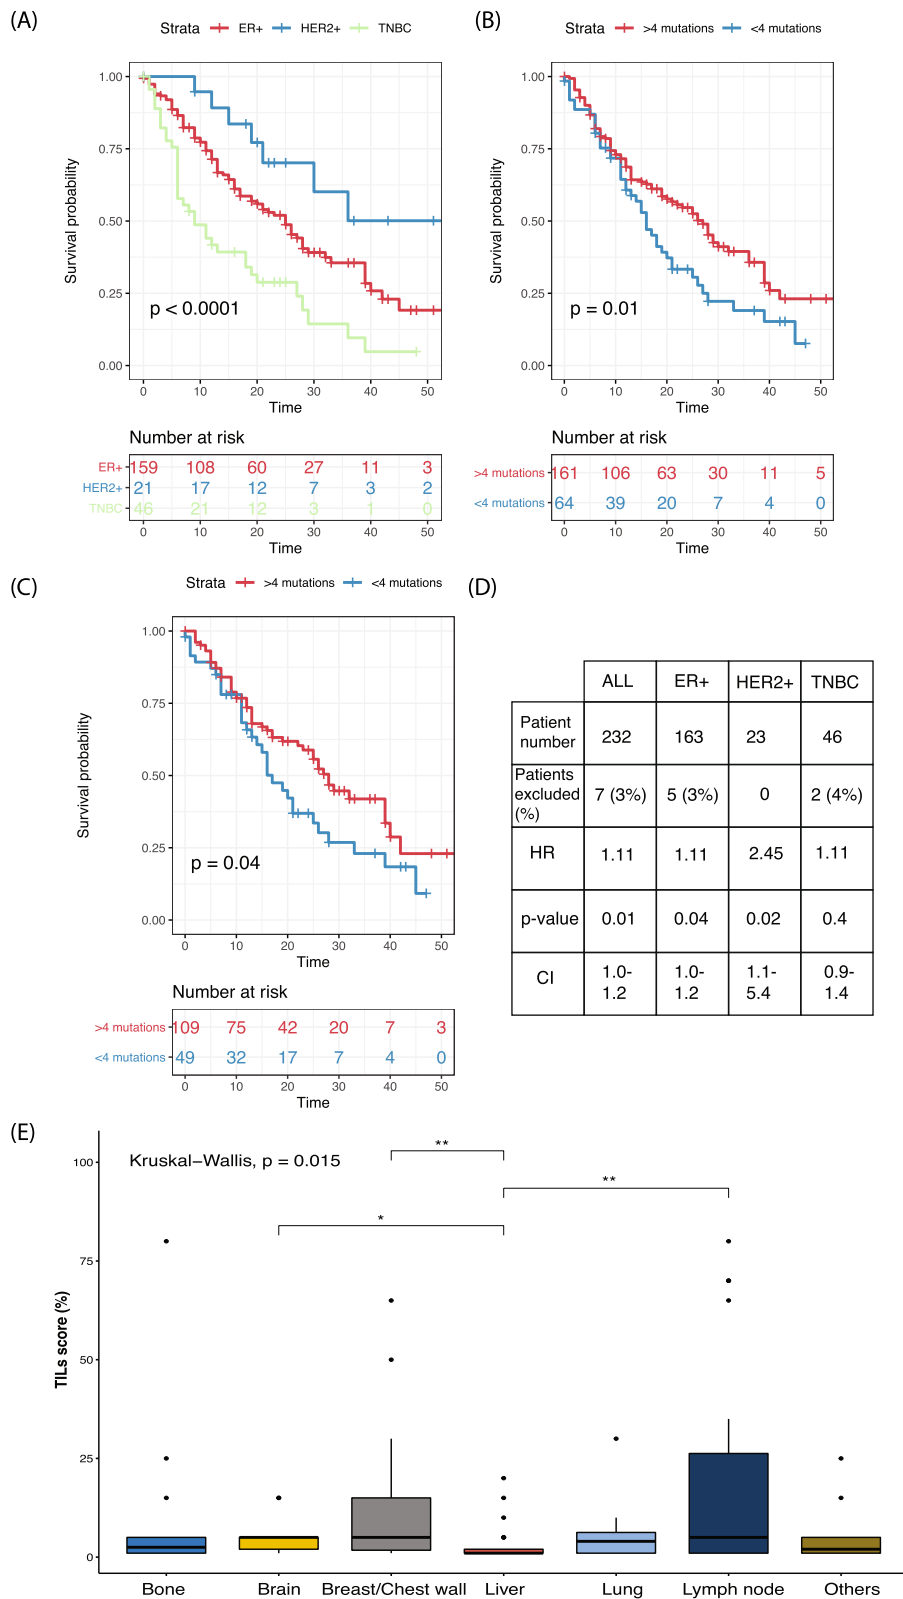 (A)
Strata ER+ HER2+ TNBC
1.00
0.75
0.50
0.25
0.00
Survival probability
p < 0.0001
0 10 20 30 40 50
Time
Number at risk
ER+ 159 108 60 27 11 3
HER2+ 21 17 12 7 3 2
TNBC 46 21 12 3 1 0
0 10 20 30 40 50
Time
(B)
Strata >4 mutations <4 mutations
1.00
0.75
0.50
0.25
0.00
Survival probability
p = 0.01
0 10 20 30 40 50
Time
Number at risk
>4 mutations 161 106 63 30 11 5
<4 mutations 64 39 20 7 4 0
0 10 20 30 40 50
Time
(C)
Strata >4 mutations <4 mutations
1.00
0.75
0.50
0.25
0.00
Survival probability
p = 0.04
0 10 20 30 40 50
Time
Number at risk
>4 mutations 109 75 42 20 7 3
<4 mutations 49 32 17 7 4 0
0 10 20 30 40 50
Time
(D)
ALL ER+ HER2+ TNBC
Patient
number
232 163 23 46
Patients
excluded
(%)
7 (3%) 5 (3%) 0 2 (4%)
HR 1.11 1.11 2.45 1.11
p-value 0.01 0.04 0.02 0.4
CI
1.0- 1.0- 1.1- 0.9-
1.2 1.2 5.4 1.4
(E)
Kruskal−Wallis, p = 0.015
**
**
*
100
75
50
25
0
TILs score (%)
Bone Brain Breast/Chest wall Liver Lung Lymph node Others